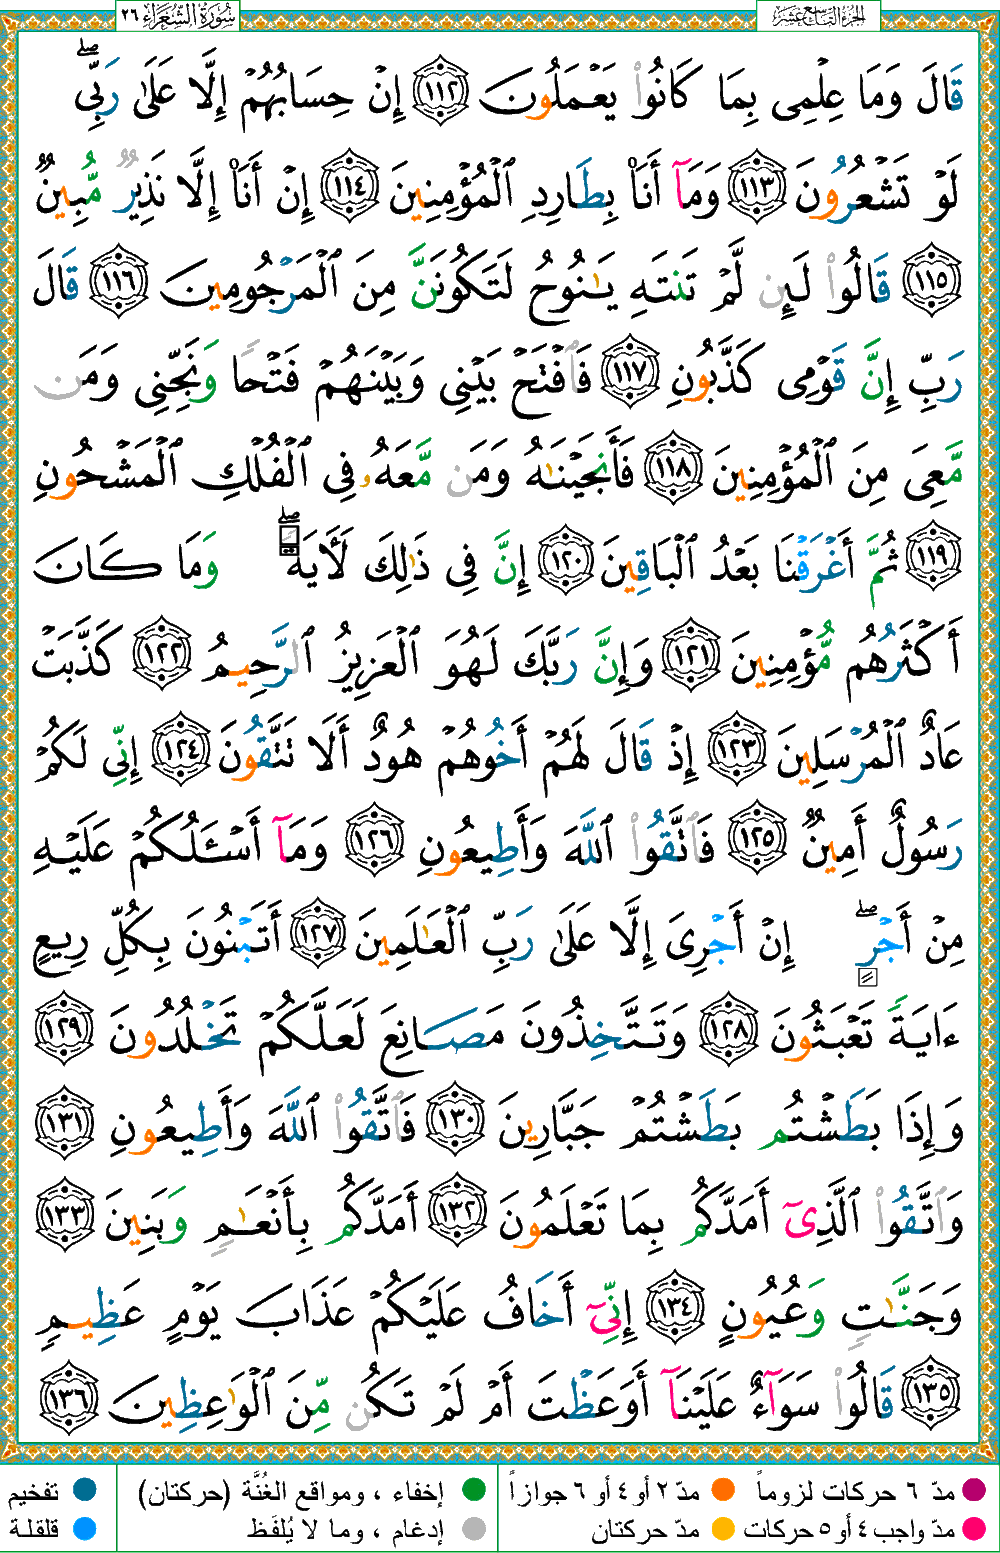 سُورَةُ الشُّعَرَاءِ ٢٦ الجُزءُ التَّاسِعَ عَشَرَ
قَالَ وَمَا عِلْمِى بِمَا كَانُوا۟ يَعْمَلُونَ ١١٢ إِنْ حِسَابُهُمْ إِلَّا عَلَىٰ رَبِّى ۖ
لَوْ تَشْعُرُونَ ١١٣ وَمَآ أَنَا۠ بِطَارِدِ ٱلْمُؤْمِنِينَ ١١٤ إِنْ أَنَا۠ إِلَّا نَذِيرٌ مُّبِينٌ
١١٥ قَالُوا۟ لَئِن لَّمْ تَنتَهِ يَـٰنُوحُ لَتَكُونَنَّ مِنَ ٱلْمَرْجُومِينَ ١١٦ قَالَ
رَبِّ إِنَّ قَوْمِى كَذَّبُونِ ١١٧ فَٱفْتَحْ بَيْنِى وَبَيْنَهُمْ فَتْحًا وَنَجِّنِى وَمَن
مَّعِىَ مِنَ ٱلْمُؤْمِنِينَ ١١٨ فَأَنجَيْنَـٰهُ وَمَن مَّعَهُۥ فِى ٱلْفُلْكِ ٱلْمَشْحُونِ
١١٩ ثُمَّ أَغْرَقْنَا بَعْدُ ٱلْبَاقِينَ ١٢٠ إِنَّ فِى ذَٰلِكَ لَـَٔايَةً ۖ وَمَا كَانَ
أَكْثَرُهُم مُّؤْمِنِينَ ١٢١ وَإِنَّ رَبَّكَ لَهُوَ ٱلْعَزِيزُ ٱلرَّحِيمُ ١٢٢ كَذَّبَتْ
عَادٌ ٱلْمُرْسَلِينَ ١٢٣ إِذْ قَالَ لَهُمْ أَخُوهُمْ هُودٌ أَلَا تَتَّقُونَ ١٢٤ إِنِّى لَكُمْ
رَسُولٌ أَمِينٌ ١٢٥ فَٱتَّقُوا۟ ٱللَّهَ وَأَطِيعُونِ ١٢٦ وَمَآ أَسْـَٔلُكُمْ عَلَيْهِ
مِنْ أَجْرٍ ۖ إِنْ أَجْرِىَ إِلَّا عَلَىٰ رَبِّ ٱلْعَـٰلَمِينَ ١٢٧ أَتَبْنُونَ بِكُلِّ رِيعٍ
ءَايَةً تَعْبَثُونَ ١٢٨ وَتَتَّخِذُونَ مَصَانِعَ لَعَلَّكُمْ تَخْلُدُونَ ١٢٩
وَإِذَا بَطَشْتُم بَطَشْتُمْ جَبَّارِينَ ١٣٠ فَٱتَّقُوا۟ ٱللَّهَ وَأَطِيعُونِ ١٣١
وَٱتَّقُوا۟ ٱلَّذِىٓ أَمَدَّكُم بِمَا تَعْلَمُونَ ١٣٢ أَمَدَّكُم بِأَنْعَـٰمٍ وَبَنِينَ ١٣٣
وَجَنَّـٰتٍ وَعُيُونٍ ١٣٤ إِنِّىٓ أَخَافُ عَلَيْكُمْ عَذَابَ يَوْمٍ عَظِيمٍ
١٣٥ قَالُوا۟ سَوَآءٌ عَلَيْنَآ أَوَعَظْتَ أَمْ لَمْ تَكُن مِّنَ ٱلْوَٰعِظِينَ ١٣٦
مدّ ٦ حركات لزوماً مدّ ٢ أو ٤ أو ٦ جوازاً إخفاء ، ومواقع الغُنَّة (حركتان) تفخيم
مدّ واجب ٤ أو ٥ حركات مدّ حركتان إدغام ، وما لا يُلفَظ قلقلة